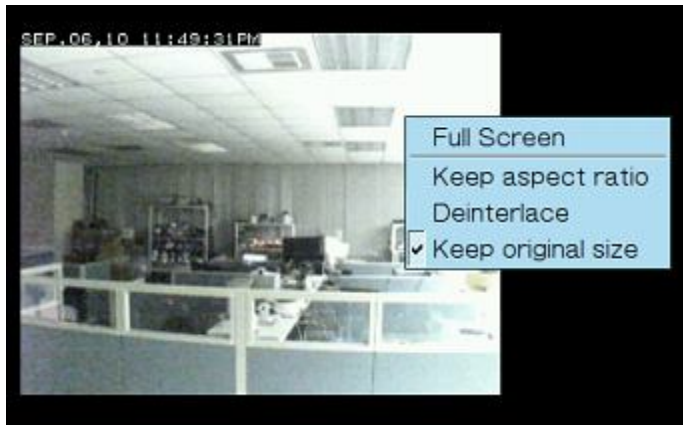 SEP.06,10 11:49:31PM
Full Screen
Keep aspect ratio
Deinterlace
Keep original size